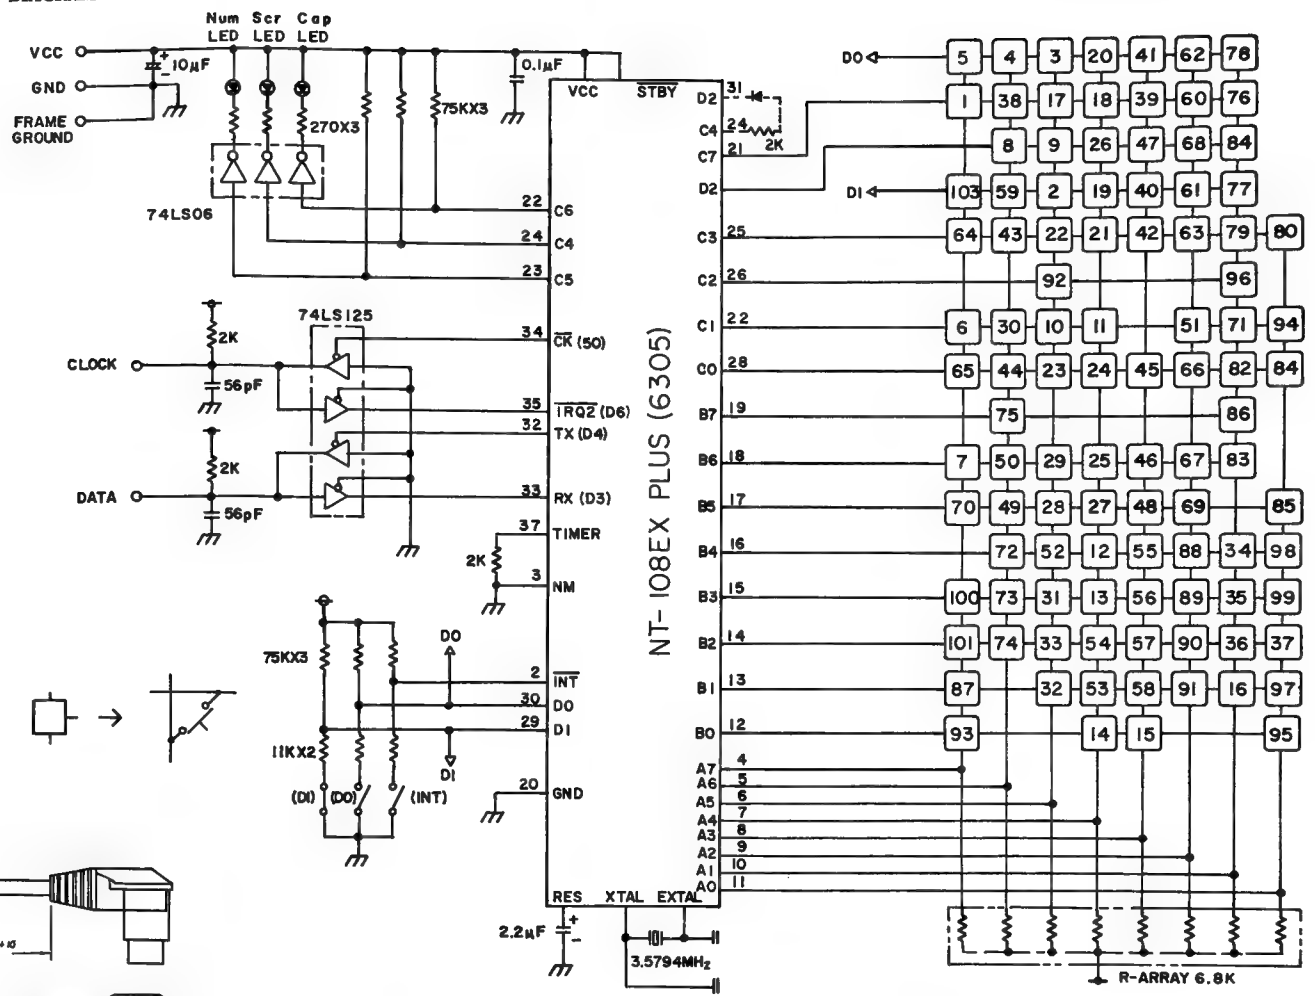 Num Scr Cap
LED LED LED
VCC
10µF
GND
FRAME
GROUND
270X3
75KX3
0.1µF
74LS06
22
24
23
C6
C4
C5
VCC
STBY
31
D2
24
C4
2K
21
C7
D2
74LS125
2K
CLOCK
56pF
34
CK (50)
35
IRQ2 (D6)
32
TX (D4)
2K
DATA
56pF
33
RX (D3)
37
TIMER
2K
3
NM
75KX3
DO
2
INT
30
DO
29
DI
11KX2
DI
(DI) (DO) (INT)
20
GND
NT-108EX PLUS (6305)
RES XTAL EXTAL
2.2µF
3.5794MHz
DO 5 4 3 20 41 62 78
1 38 17 18 39 60 76
8 9 26 47 68 84
DI 103 59 2 19 40 61 77
C3 25 64 43 22 21 42 63 79 80
C2 26 92 96
C1 22 6 30 10 11 51 71 94
C0 28 65 44 23 24 45 66 82 84
B7 19 75 86
B6 18 7 50 29 25 46 67 83
B5 17 70 49 28 27 48 69 85
B4 16 72 52 12 55 88 34 98
B3 15 100 73 31 13 56 89 35 99
B2 14 101 74 33 54 57 90 36 37
B1 13 87 32 53 58 91 16 97
B0 12 93 14 15 95
A7 4
A6 5
A5 6
A4 7
A3 8
A2 9
A1 10
A0 11
R-ARRAY 6.8K